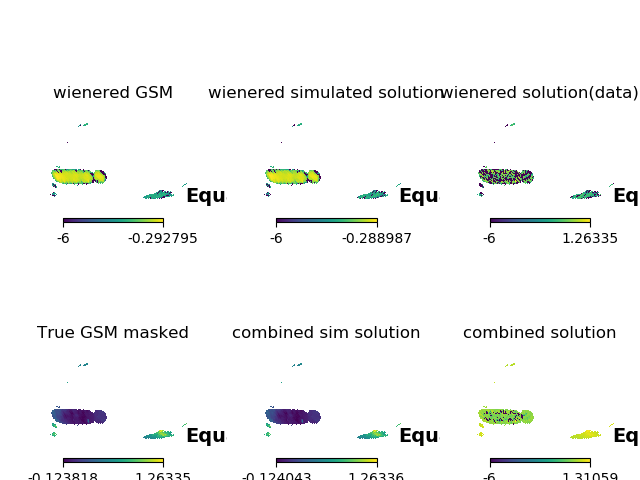 wienered GSM
wienered simulated solution
wienered solution(data)
Equ
Equ
Eq
-6 -0.292795
-6 -0.288987
-6 1.26335
True GSM masked
combined sim solution
combined solution
Equ
Equ
Eq
-0.123818 1.26335
-0.124043 1.26336
-6 1.31059